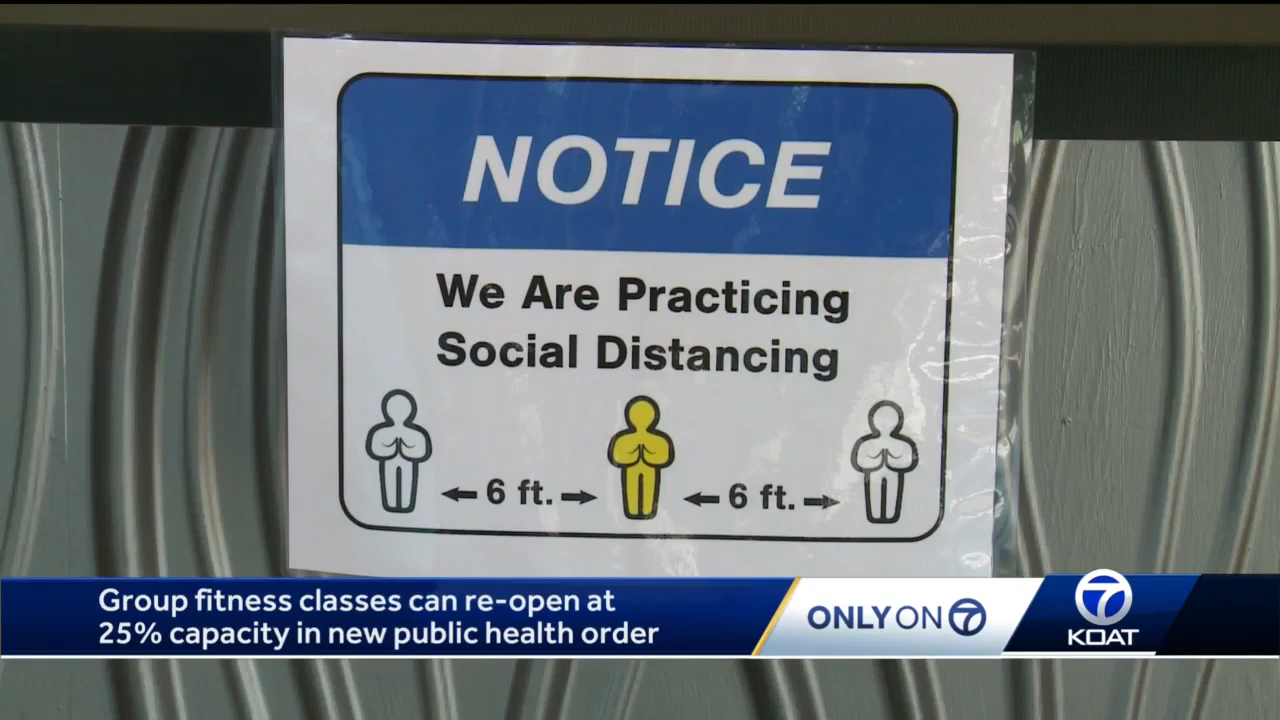 NOTICE
We Are Practicing
Social Distancing
← 6 ft. →
← 6 ft. →
Group fitness classes can re-open at
25% capacity in new public health order
ONLY ON 7
7
KOAT